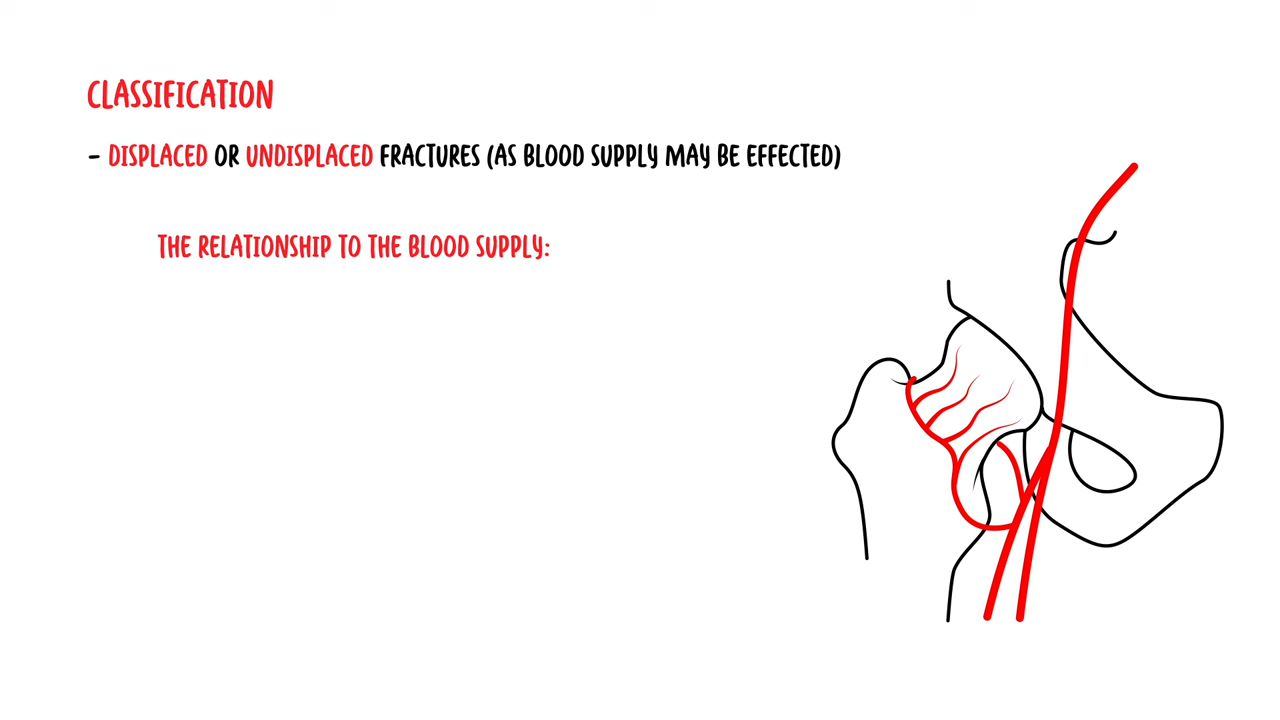 CLASSIFICATION
- DISPLACED OR UNDISPLACED FRACTURES (AS BLOOD SUPPLY MAY BE EFFECTED)
THE RELATIONSHIP TO THE BLOOD SUPPLY: